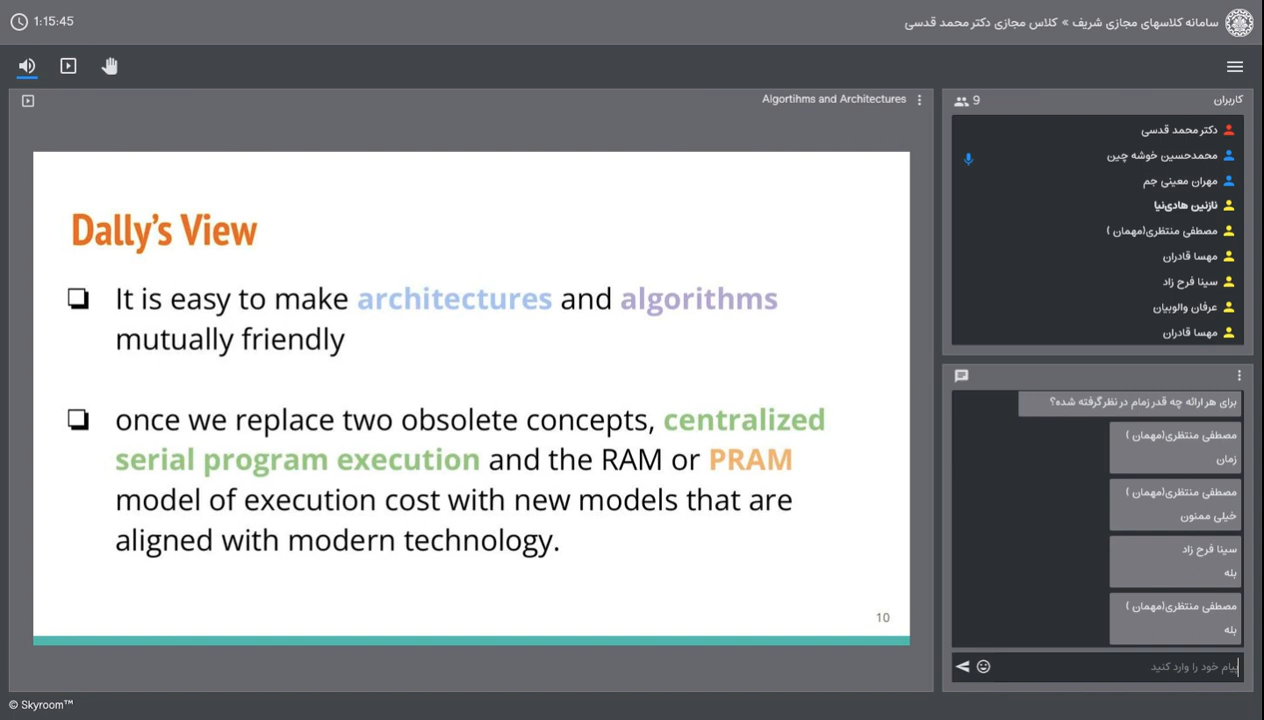 1:15:45
سامانه کلاسهای مجازی شریف » کلاس مجازی دکتر محمد قدسی
Algortihms and Architectures
Dally's View
It is easy to make architectures and algorithms
mutually friendly
once we replace two obsolete concepts, centralized
serial program execution and the RAM or PRAM
model of execution cost with new models that are
aligned with modern technology.
10
9
کاربران
دکتر محمد قدسی
محمدحسین خوشه چین
مهران معینی جم
نازنین هادی‌نیا
مصطفی منتظری(مهمان )
مهسا قادران
سینا فرح زاد
عرفان والوبیان
مهسا قادران
برای هر ارائه چه قدر زمام در نظر گرفته شده؟
مصطفی منتظری(مهمان )
زمان
مصطفی منتظری(مهمان )
خیلی ممنون
سینا فرح زاد
بله
مصطفی منتظری(مهمان )
بله
پیام خود را وارد کنید
© Skyroom™